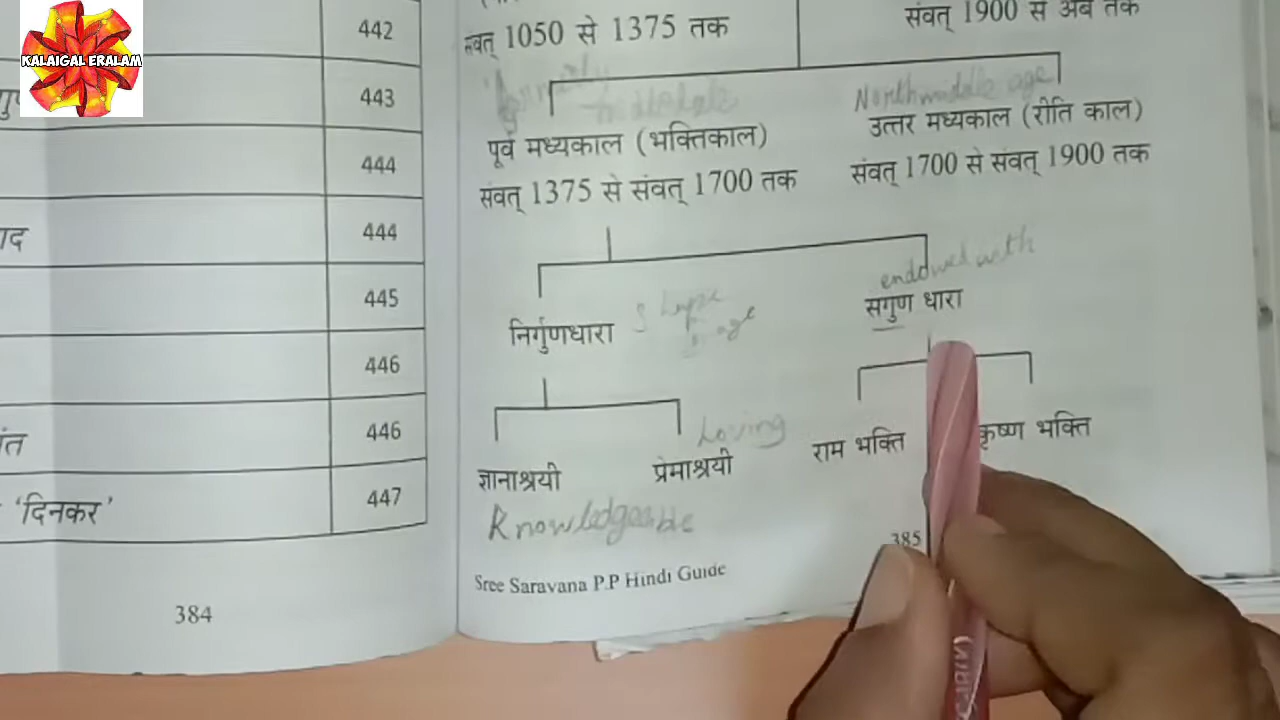 KALAIGAL ERALAM
442
443
444
444
445
446
446
447
'दिनकर'
384
संवत् 1050 से 1375 तक
संवत् 1900 से अब तक
North middle age
पूर्व मध्यकाल (भक्तिकाल)
उत्तर मध्यकाल (रीति काल)
संवत् 1375 से संवत् 1700 तक
संवत् 1700 से संवत् 1900 तक
endowed with
निर्गुणधारा
सगुण धारा
Loving
ज्ञानाश्रयी
प्रेमाश्रयी
राम भक्ति
कृष्ण भक्ति
Knowledgeable
385
Sree Saravana P.P Hindi Guide